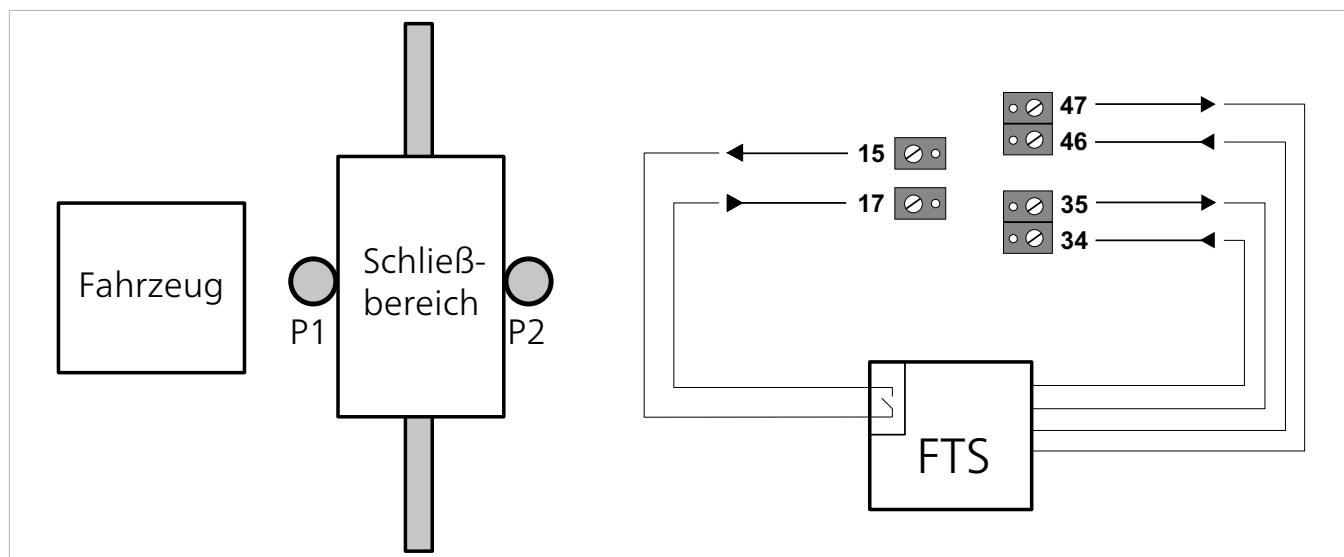 Fahrzeug
P1
Schließ-
bereich
P2
15
17
47
46
35
34
FTS